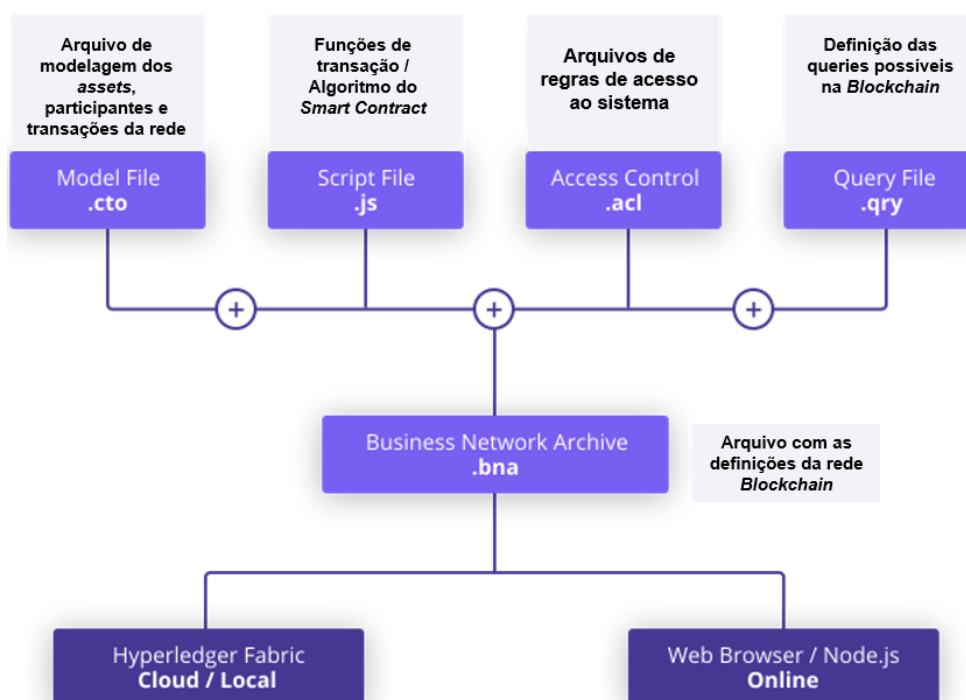 Arquivo de
modelagem dos
assets,
participantes e
transações da rede
Funções de
transação /
Algoritmo do
Smart Contract
Arquivos de
regras de acesso
ao sistema
Definição das
queries possíveis
na Blockchain
Model File
.cto
Script File
.js
Access Control
.acl
Query File
.qry
+
+
+
Business Network Archive
.bna
Arquivo com as
definições da rede
Blockchain
Hyperledger Fabric
Cloud / Local
Web Browser / Node.js
Online